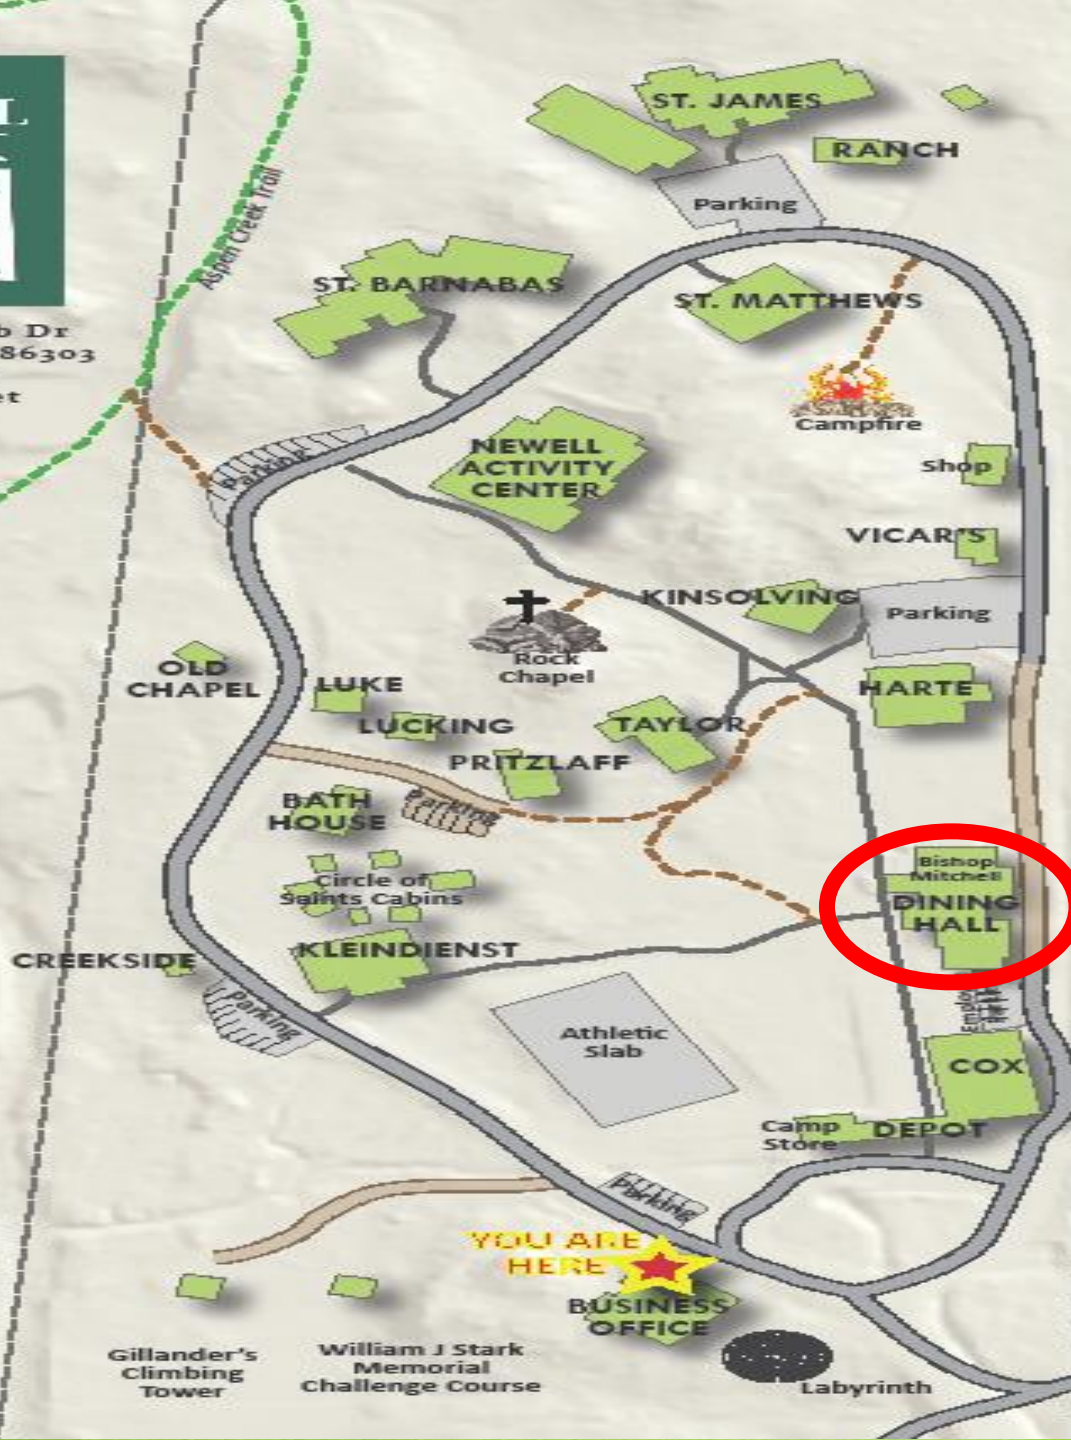 L
b Dr
86303
et
Aspen Creek Trail
ST. JAMES
RANCH
Parking
ST. BARNABAS
ST. MATTHEWS
Campfire
NEWELL
ACTIVITY
CENTER
Parking
Shop
VICAR'S
KINSOLVING
Parking
Rock
Chapel
OLD
CHAPEL
LUKE
LUCKING
TAYLOR
HARTE
PRITZLAFF
BATH
HOUSE
Parking
Circle of
Saints Cabins
Bishop
Mitchell
DINING
HALL
CREEKSIDE
KLEINDIENST
Parking
Athletic
Slab
COX
Camp
Store
DEPOT
Parking
YOU ARE
HERE
BUSINESS
OFFICE
Gillander's
Climbing
Tower
William J Stark
Memorial
Challenge Course
Labyrinth